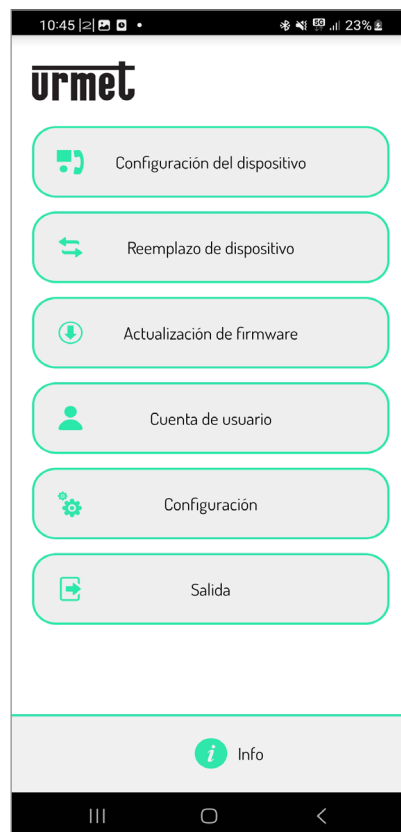 10:45
5G
23%
urmet
Configuración del dispositivo
Reemplazo de dispositivo
Actualización de firmware
Cuenta de usuario
Configuración
Salida
i Info